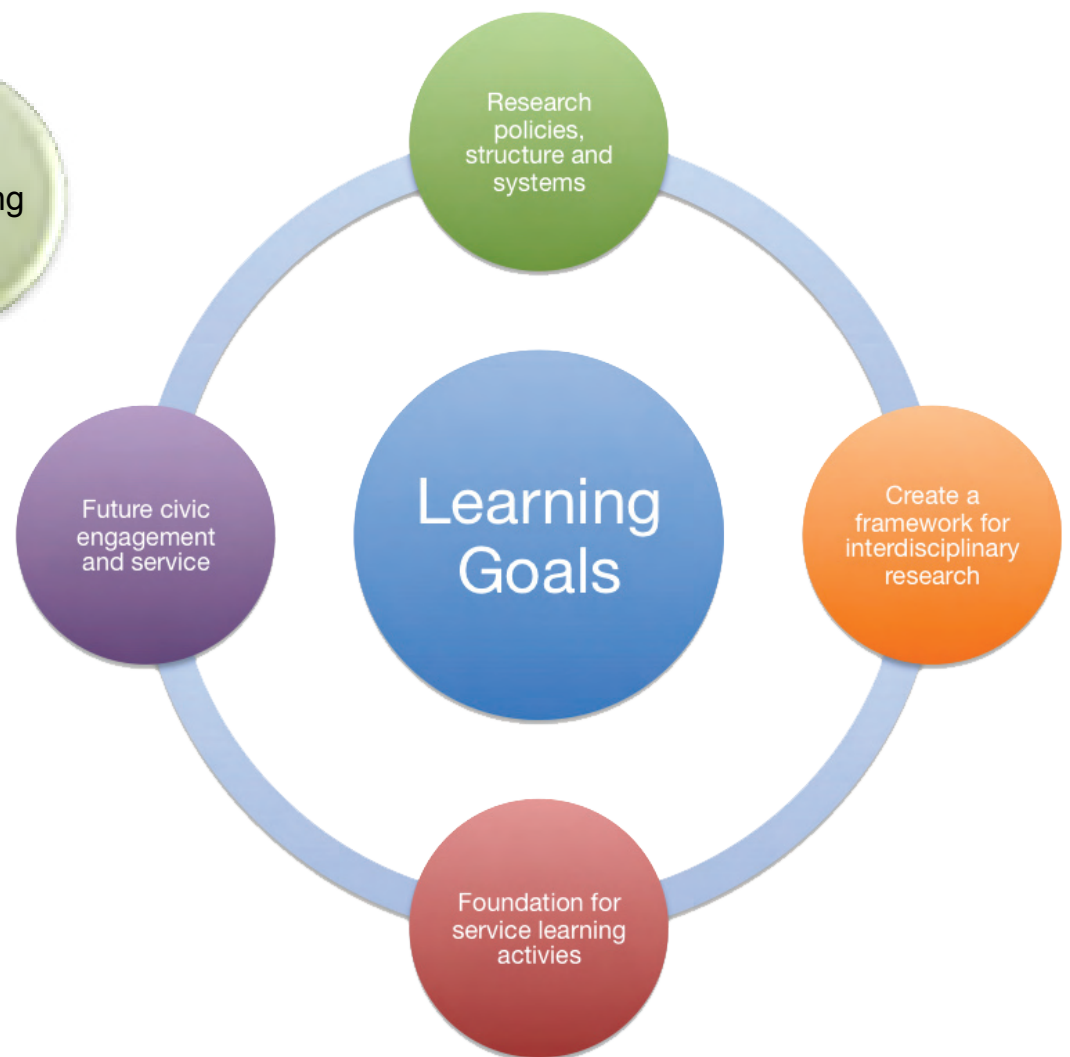 Research
policies,
structure and
systems
Future civic
engagement
and service
Learning
Goals
Create a
framework for
interdisciplinary
research
Foundation for
service learning
activies